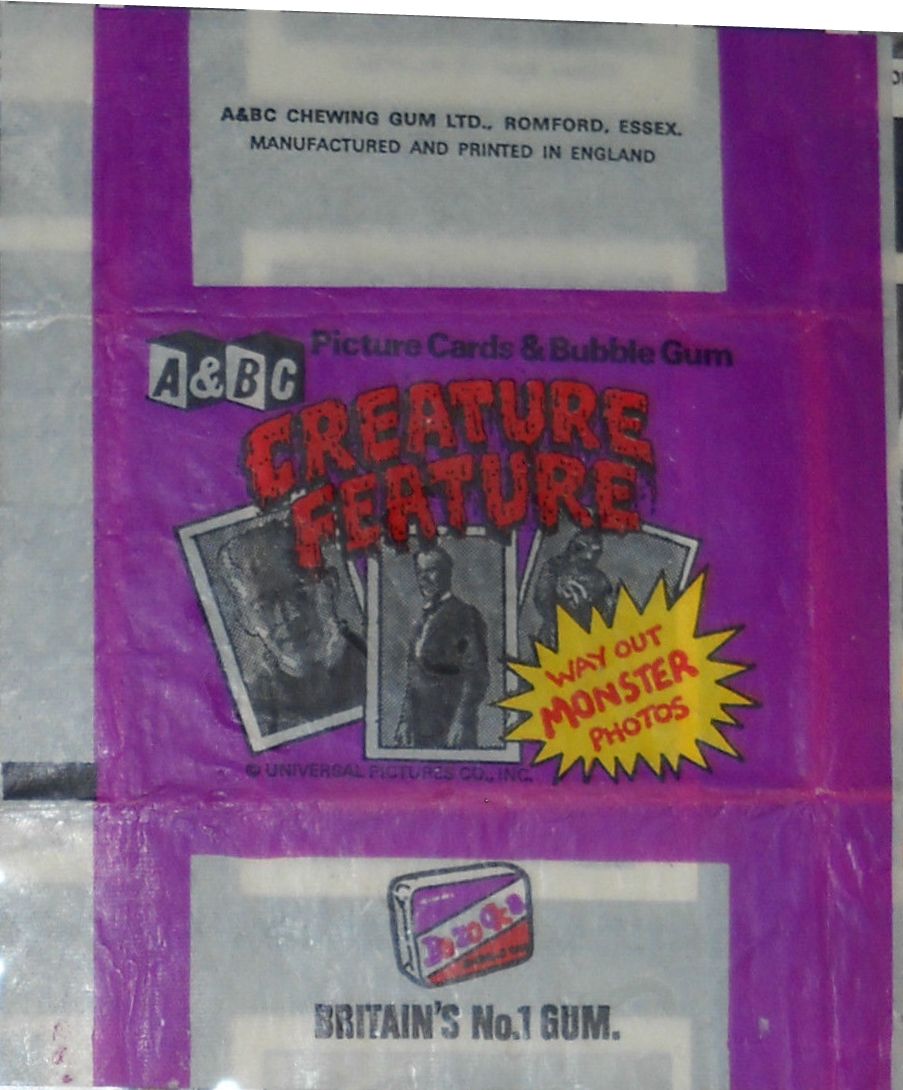 A&BC CHEWING GUM LTD., ROMFORD, ESSEX.
MANUFACTURED AND PRINTED IN ENGLAND
A&BC
Picture Cards & Bubble Gum
CREATURE
FEATURE
WAY OUT
MONSTER
PHOTOS
© UNIVERSAL PICTURES CO., INC.
Bazooka
BRITAIN'S No.1 GUM.